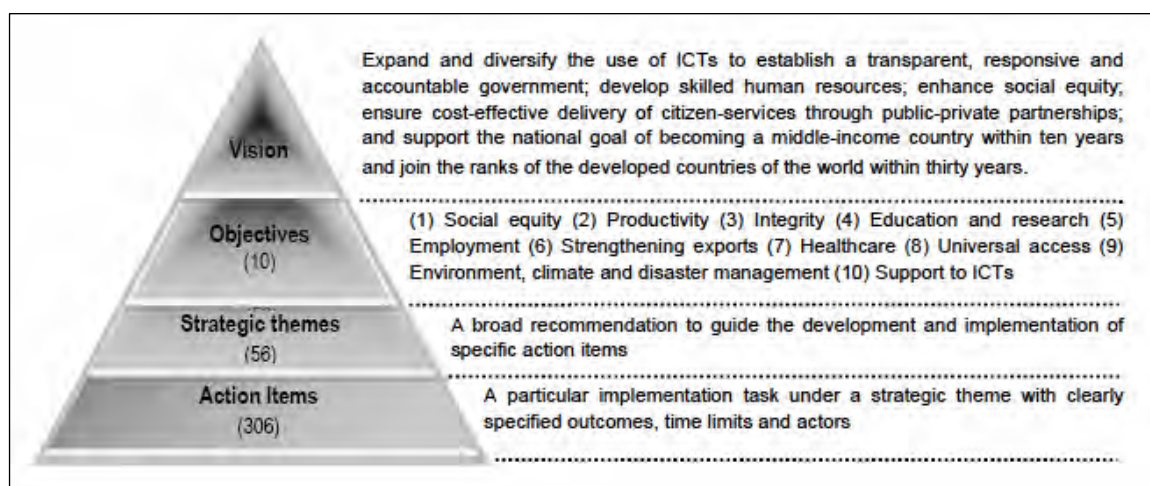 Expand and diversify the use of ICTs to establish a transparent, responsive and
accountable government; develop skilled human resources; enhance social equity;
ensure cost-effective delivery of citizen-services through public-private partnerships;
and support the national goal of becoming a middle-income country within ten years
and join the ranks of the developed countries of the world within thirty years.
Vision
(1) Social equity (2) Productivity (3) Integrity (4) Education and research (5)
Employment (6) Strengthening exports (7) Healthcare (8) Universal access (9)
Environment, climate and disaster management (10) Support to ICTs
Objectives
(10)
Strategic themes
(56)
A broad recommendation to guide the development and implementation of
specific action items
Action Items
(306)
A particular implementation task under a strategic theme with clearly
specified outcomes, time limits and actors